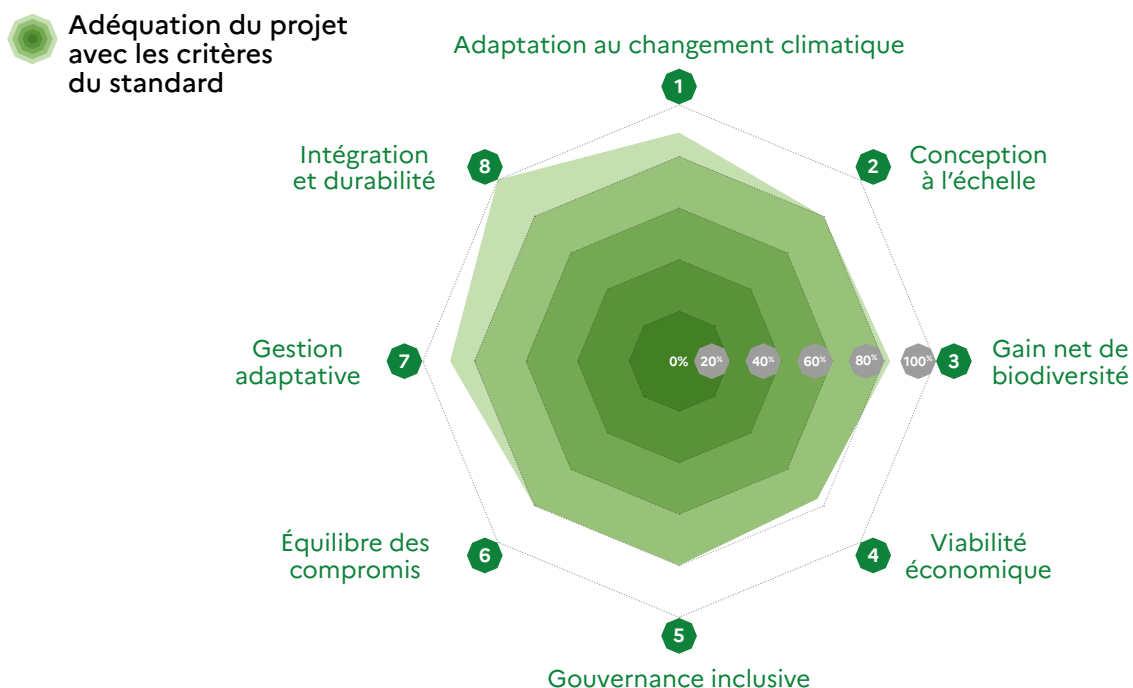 Adéquation du projet
avec les critères
du standard
Adaptation au changement climatique
1
Intégration
et durabilité
8
2
Conception
à l’échelle
Gestion
adaptative
7
0%
20%
40%
60%
80%
100%
3
Gain net de
biodiversité
Équilibre des
compromis
6
4
Viabilité
économique
5
Gouvernance inclusive